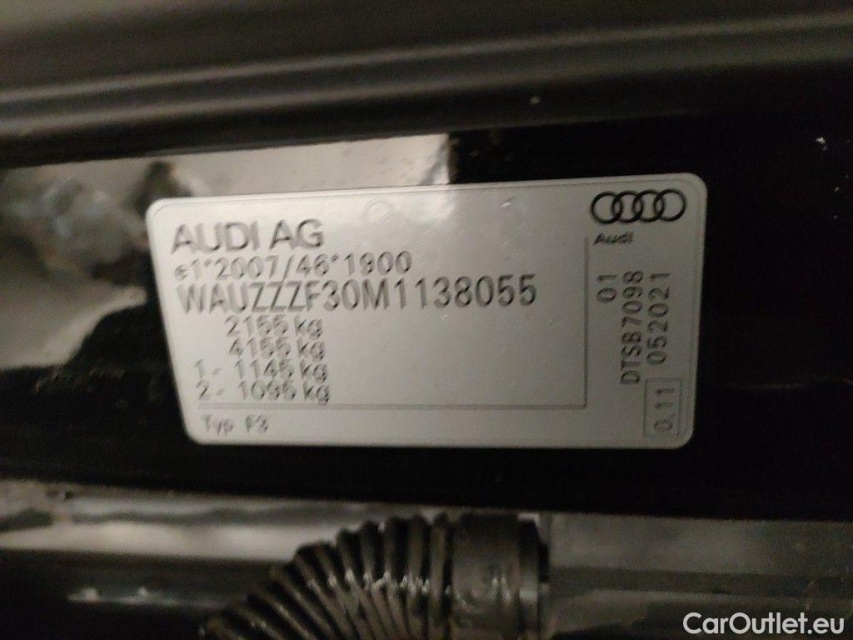 AUDI AG
e1*2007/46*1900
WAUZZZF30M1138055
2155 kg
4155 kg
1- 1145 kg
2- 1095 kg
Typ F3
Audi
01
DTSB7098
052021
0,11
CarOutlet.eu